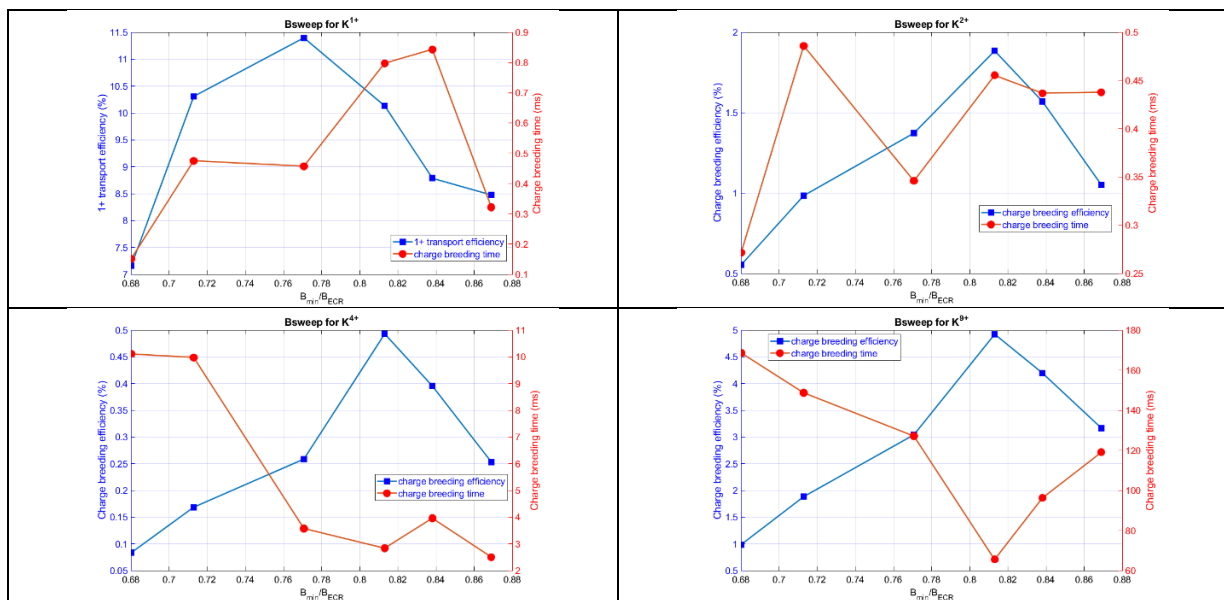 Bsweep for K1+
1+ transport efficiency (%)
11.5
11
10.5
10
9.5
9
8.5
8
7.5
7
0.9
0.8
0.7
0.6
0.5
0.4
0.3
0.2
0.1
Charge breeding time (ms)
1+ transport efficiency
charge breeding time
0.68 0.7 0.72 0.74 0.76 0.78 0.8 0.82 0.84 0.86 0.88
Bmin/BECR
Bsweep for K2+
Charge breeding efficiency (%)
2
1.5
1
0.5
0.5
0.45
0.4
0.35
0.3
0.25
Charge breeding time (ms)
charge breeding efficiency
charge breeding time
0.68 0.7 0.72 0.74 0.76 0.78 0.8 0.82 0.84 0.86 0.88
Bmin/BECR
Bsweep for K4+
Charge breeding efficiency (%)
0.5
0.45
0.4
0.35
0.3
0.25
0.2
0.15
0.1
0.05
11
10
9
8
7
6
5
4
3
2
Charge breeding time (ms)
charge breeding efficiency
charge breeding time
0.68 0.7 0.72 0.74 0.76 0.78 0.8 0.82 0.84 0.86 0.88
Bmin/BECR
Bsweep for K9+
Charge breeding efficiency (%)
5
4.5
4
3.5
3
2.5
2
1.5
1
0.5
180
160
140
120
100
80
60
Charge breeding time (ms)
charge breeding efficiency
charge breeding time
0.68 0.7 0.72 0.74 0.76 0.78 0.8 0.82 0.84 0.86 0.88
Bmin/BECR